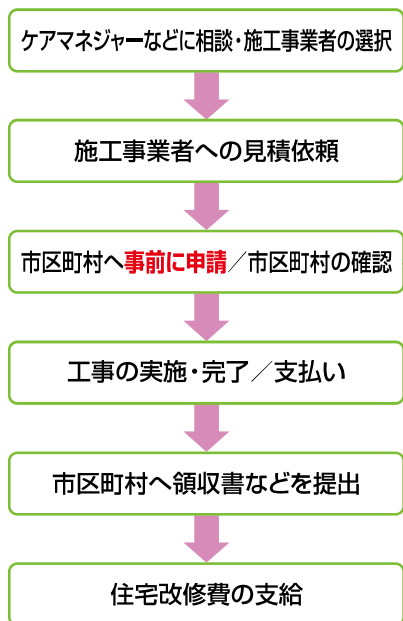 ケアマネジャーなどに相談・施工事業者の選択
施工事業者への見積依頼
市区町村へ事前に申請／市区町村の確認
工事の実施・完了／支払い
市区町村へ領収書などを提出
住宅改修費の支給